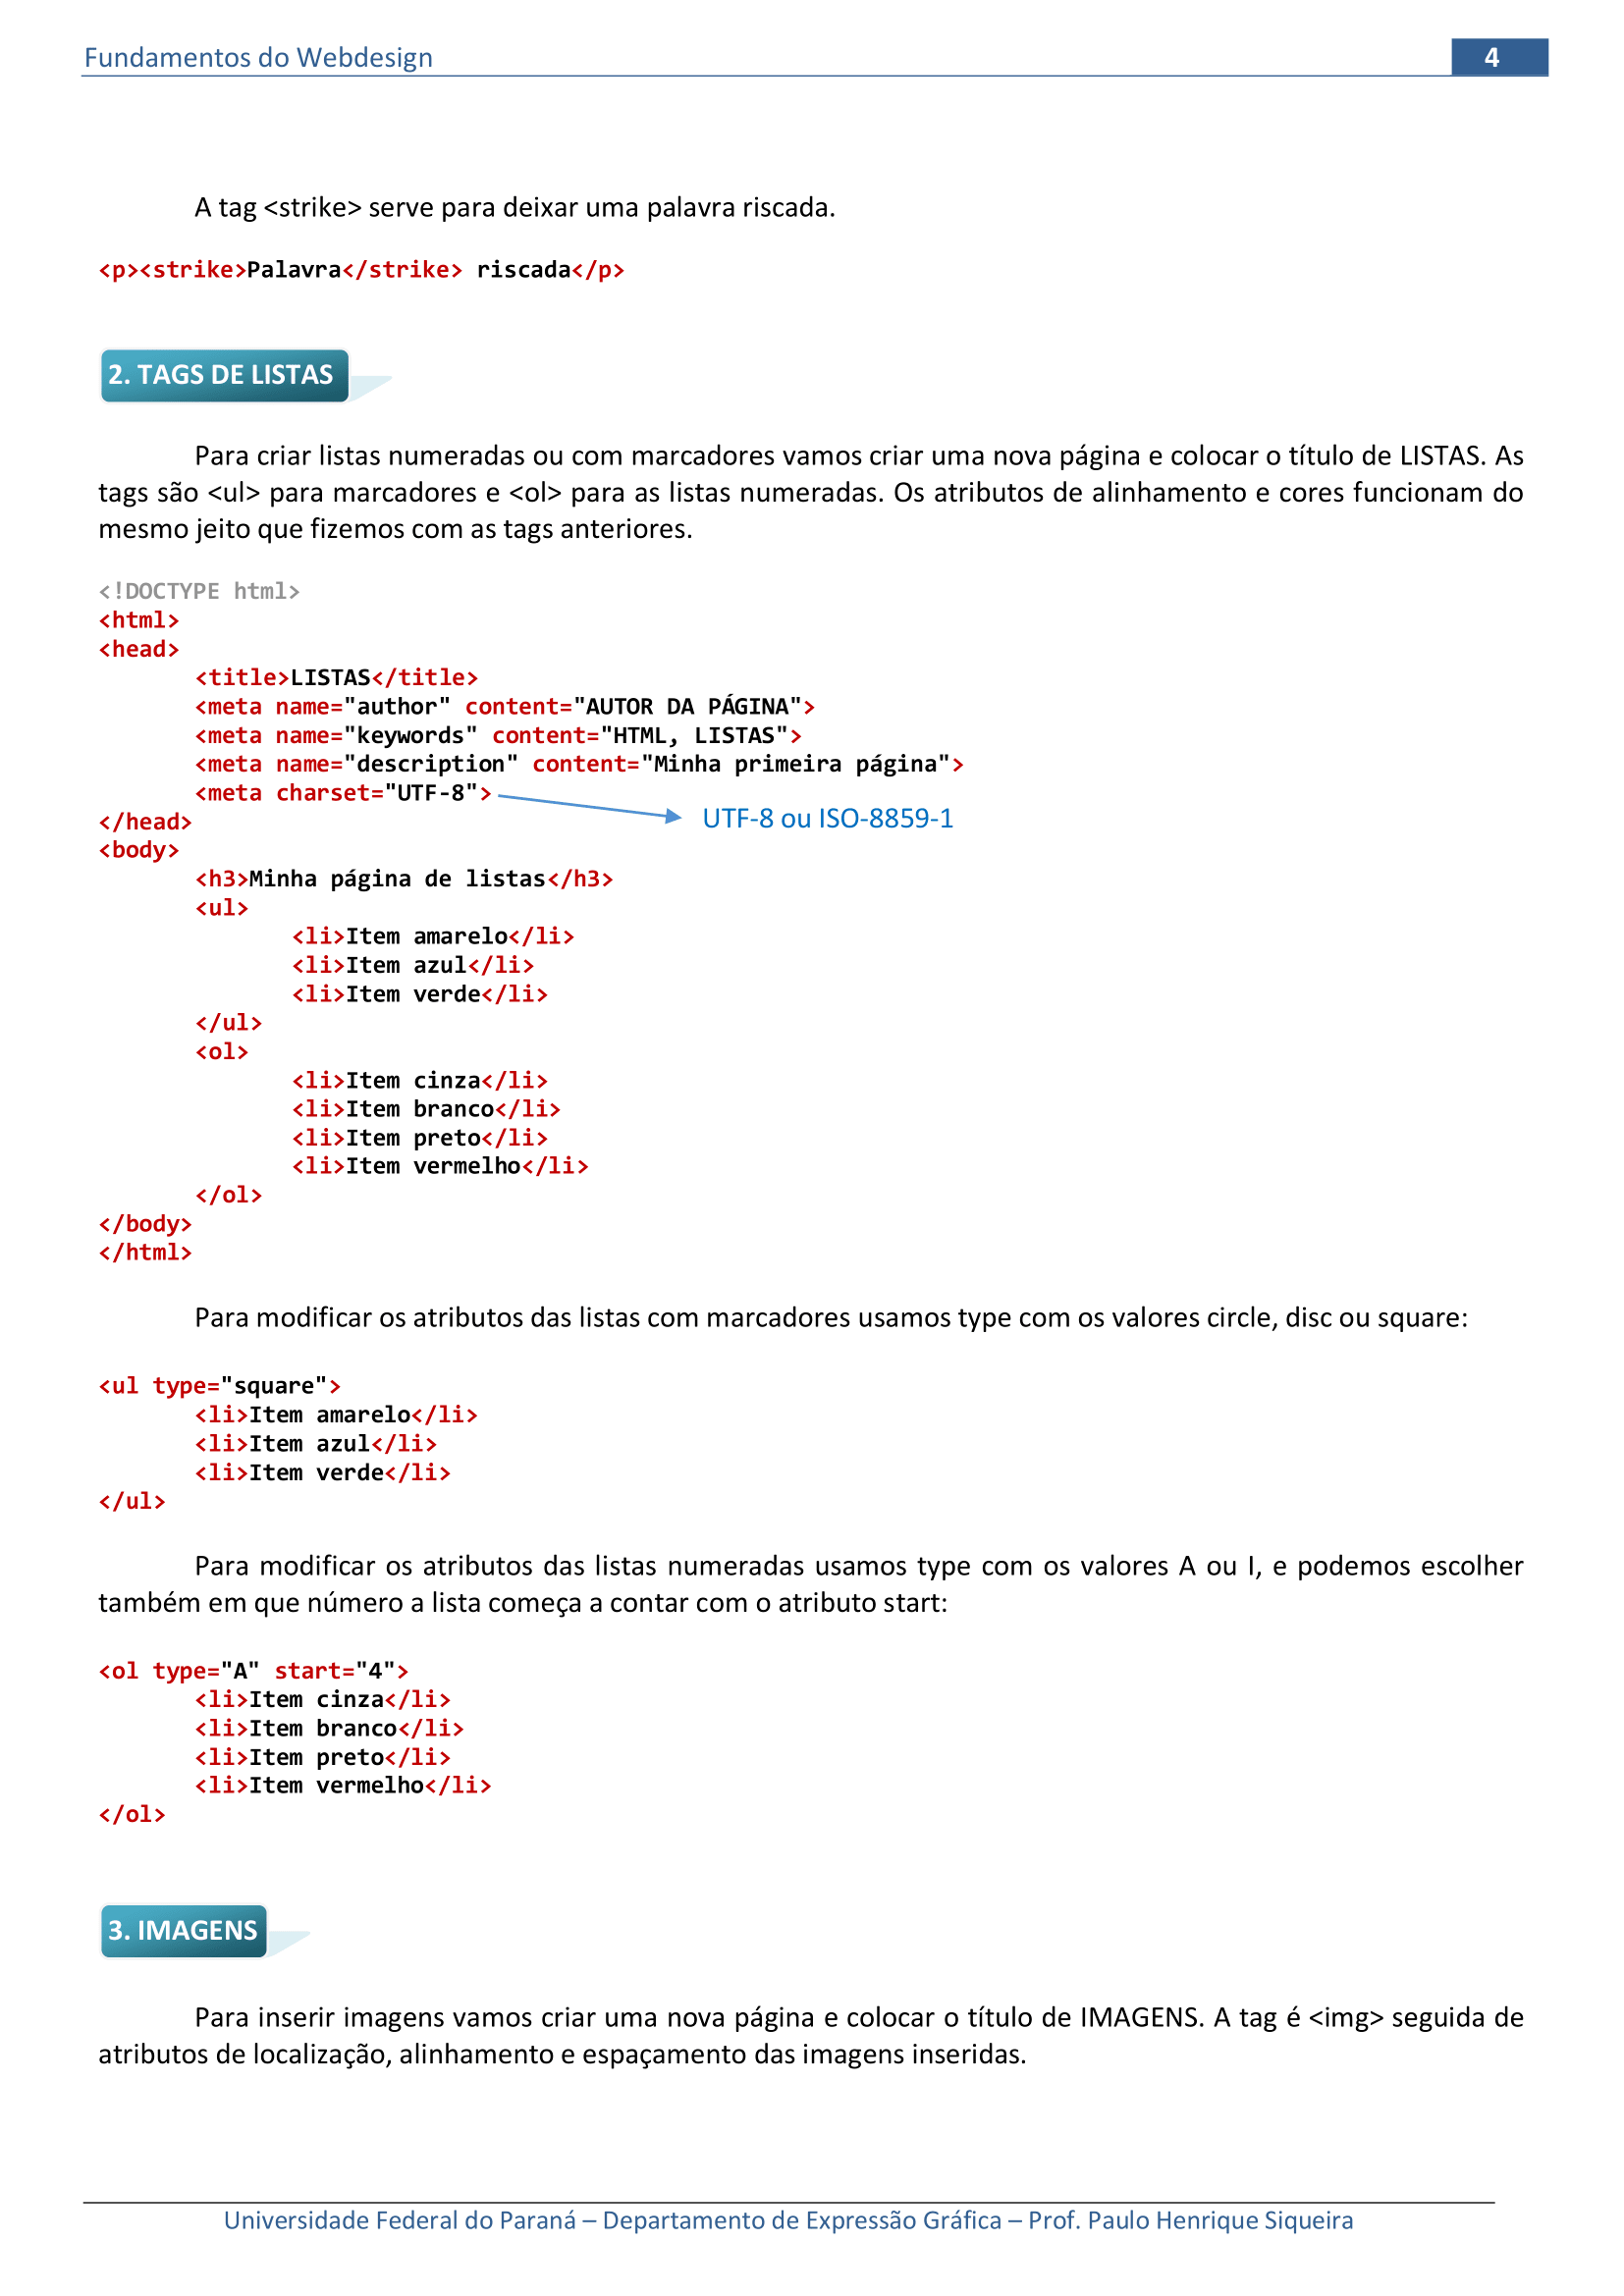 Fundamentos do Webdesign 4
A tag <strike> serve para deixar uma palavra riscada.
<p><strike>Palavra</strike> riscada</p>
2. TAGS DE LISTAS
Para criar listas numeradas ou com marcadores vamos criar uma nova página e colocar o título de LISTAS. As
tags são <ul> para marcadores e <ol> para as listas numeradas. Os atributos de alinhamento e cores funcionam do
mesmo jeito que fizemos com as tags anteriores.
<!DOCTYPE html>
<html>
<head>
<title>LISTAS</title>
<meta name="author" content="AUTOR DA PÁGINA">
<meta name="keywords" content="HTML, LISTAS">
<meta name="description" content="Minha primeira página">
<meta charset="UTF-8">
UTF-8 ou ISO-8859-1
</head>
<body>
<h3>Minha página de listas</h3>
<ul>
<li>Item amarelo</li>
<li>Item azul</li>
<li>Item verde</li>
</ul>
<ol>
<li>Item cinza</li>
<li>Item branco</li>
<li>Item preto</li>
<li>Item vermelho</li>
</ol>
</body>
</html>
Para modificar os atributos das listas com marcadores usamos type com os valores circle, disc ou square:
<ul type="square">
<li>Item amarelo</li>
<li>Item azul</li>
<li>Item verde</li>
</ul>
Para modificar os atributos das listas numeradas usamos type com os valores A ou I, e podemos escolher
também em que número a lista começa a contar com o atributo start:
<ol type="A" start="4">
<li>Item cinza</li>
<li>Item branco</li>
<li>Item preto</li>
<li>Item vermelho</li>
</ol>
3. IMAGENS
Para inserir imagens vamos criar uma nova página e colocar o título de IMAGENS. A tag é <img> seguida de
atributos de localização, alinhamento e espaçamento das imagens inseridas.
Universidade Federal do Paraná – Departamento de Expressão Gráfica – Prof. Paulo Henrique Siqueira